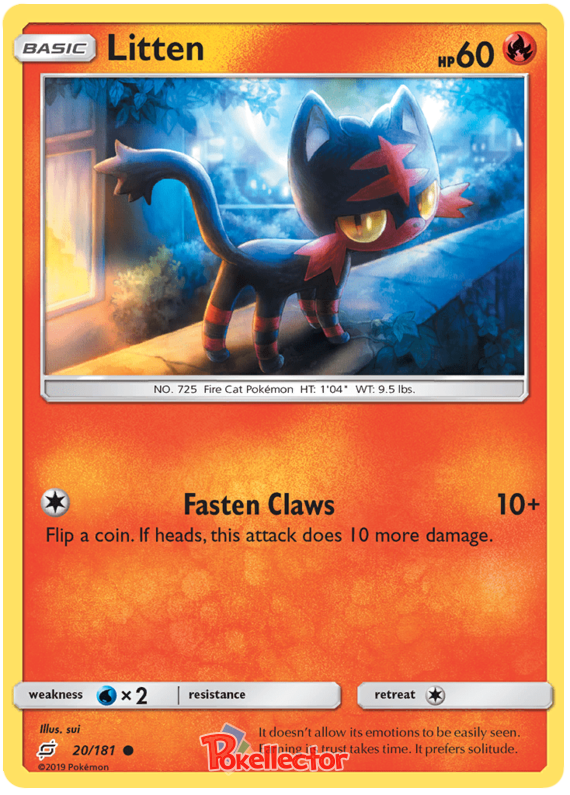 BASIC Litten HP60
NO. 725 Fire Cat Pokémon HT: 1'04" WT: 9.5 lbs.
Fasten Claws 10+
Flip a coin. If heads, this attack does 10 more damage.
weakness ×2 resistance retreat
Illus. sui
It doesn't allow its emotions to be easily seen.
20/181
Pokellector
trust takes time. It prefers solitude.
©2019 Pokémon